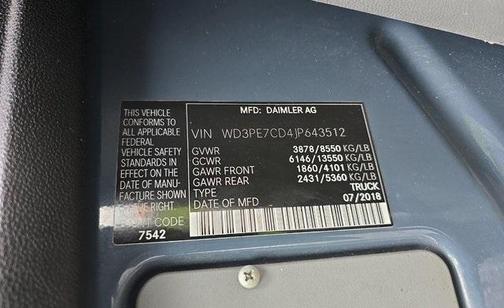 THIS VEHICLE
CONFORMS TO
ALL APPLICABLE
FEDERAL
VEHICLE SAFETY
STANDARDS IN
EFFECT ON THE
DATE OF MANU-
FACTURE SHOWN
ABOVE RIGHT.
PAINT CODE
7542
MFD: DAIMLER AG
VIN WD3PE7CD4JP643512
GVWR 3878/8550 KG/LB
GCWR 6146/13550 KG/LB
GAWR FRONT 1860/4101 KG/LB
GAWR REAR 2431/5360 KG/LB
TYPE TRUCK
DATE OF MFD 07/2018